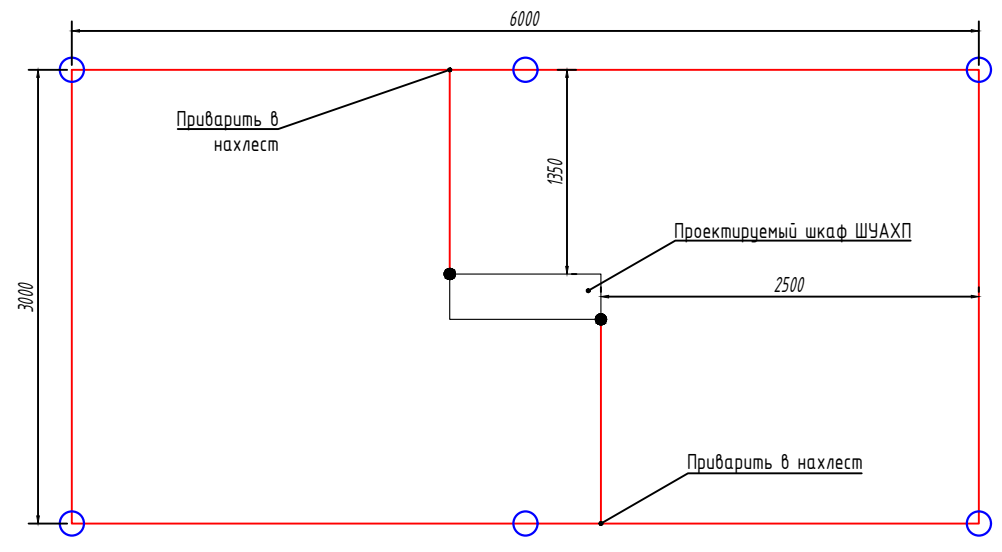 6000
Приварить в
нахлест
1350
Проектируемый шкаф ШУАХП
2500
3000
Приварить в нахлест